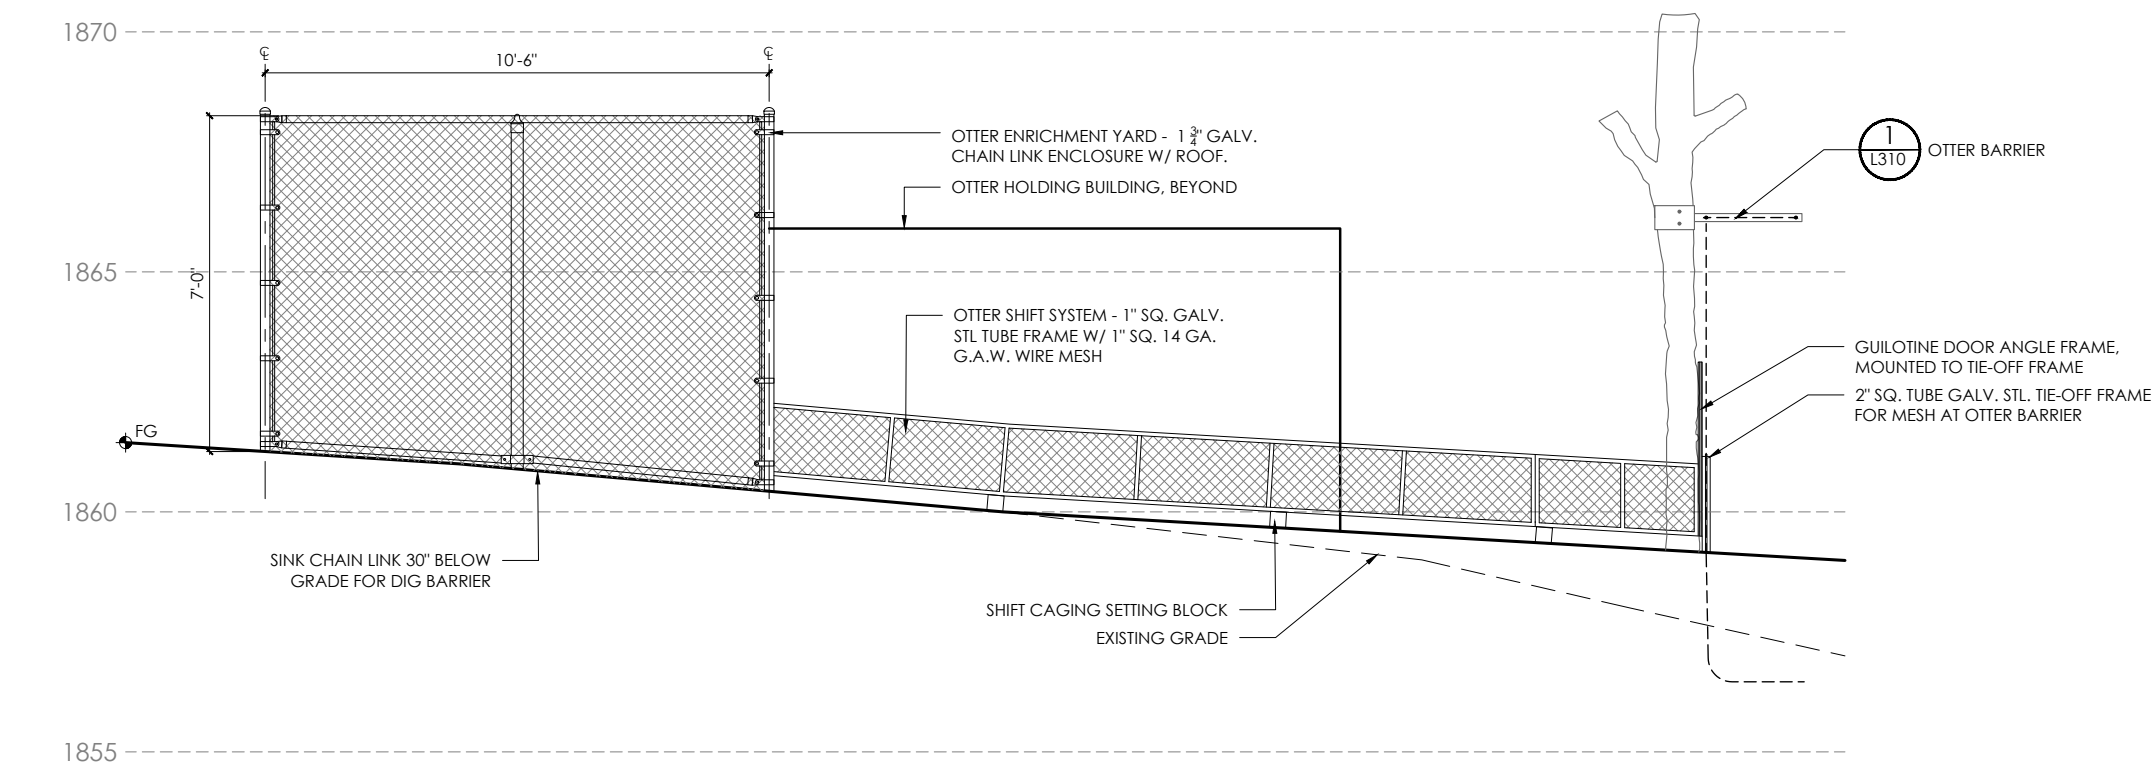 1870
℄
℄
10'-6"
OTTER ENRICHMENT YARD - 1 3/4" GALV.
CHAIN LINK ENCLOSURE W/ ROOF.
OTTER HOLDING BUILDING, BEYOND
1
L310
OTTER BARRIER
1865
7'-0"
OTTER SHIFT SYSTEM - 1" SQ. GALV.
STL TUBE FRAME W/ 1" SQ. 14 GA.
G.A.W. WIRE MESH
GUILOTINE DOOR ANGLE FRAME,
MOUNTED TO TIE-OFF FRAME
2" SQ. TUBE GALV. STL. TIE-OFF FRAME
FOR MESH AT OTTER BARRIER
FG
1860
SINK CHAIN LINK 30" BELOW
GRADE FOR DIG BARRIER
SHIFT CAGING SETTING BLOCK
EXISTING GRADE
1855